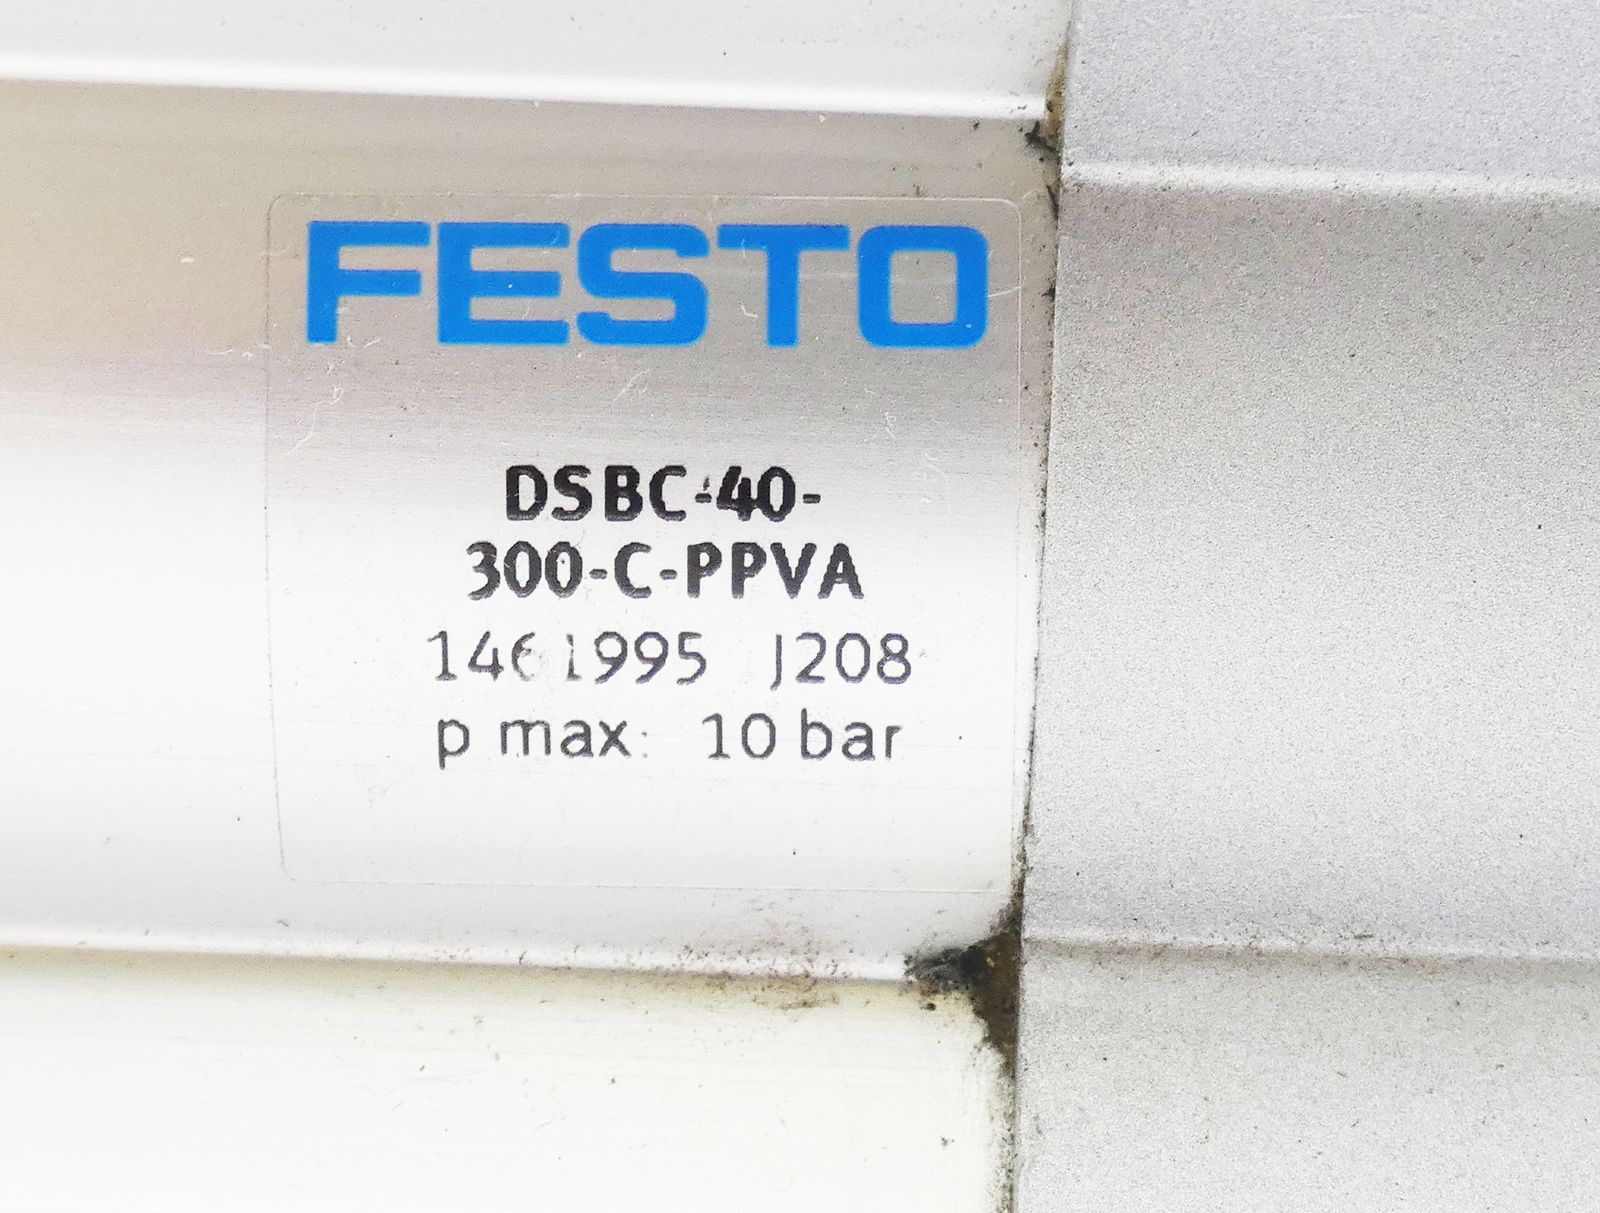 FESTO
DSBC-40-
300-C-PPVA
1461995 J208
p max: 10 bar